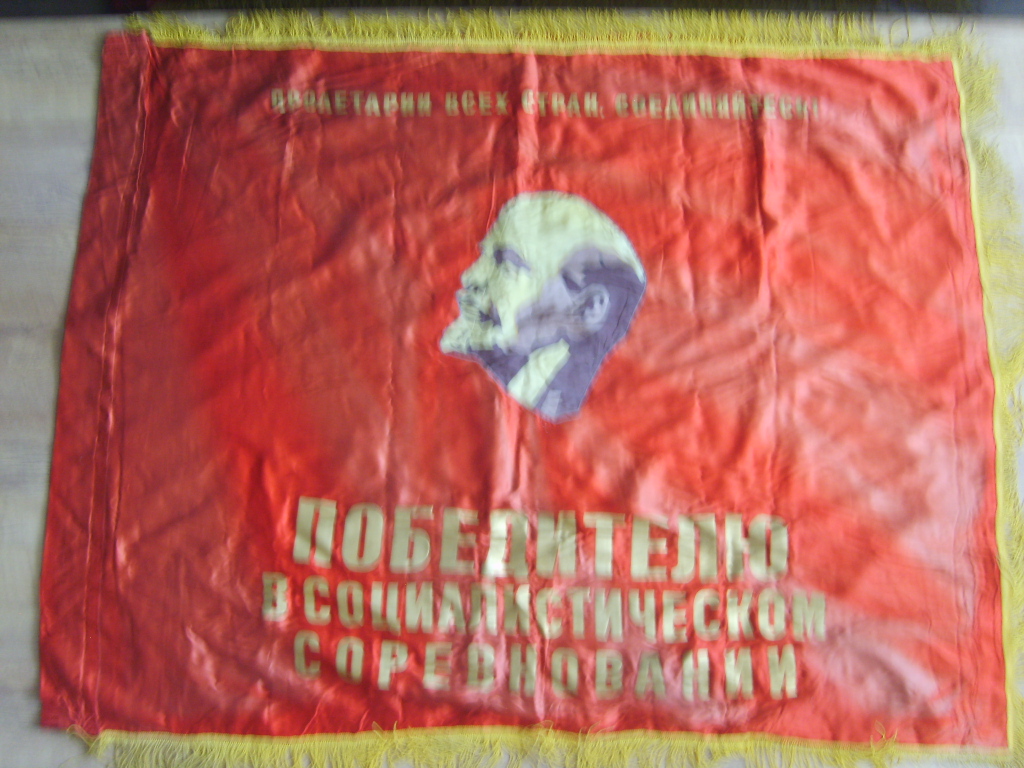 ПРОЛЕТАРИИ ВСЕХ СТРАН, СОЕДИНЯЙТЕСЬ!
ПОБЕДИТЕЛЮ
В СОЦИАЛИСТИЧЕСКОМ
СОРЕВНОВАНИИ